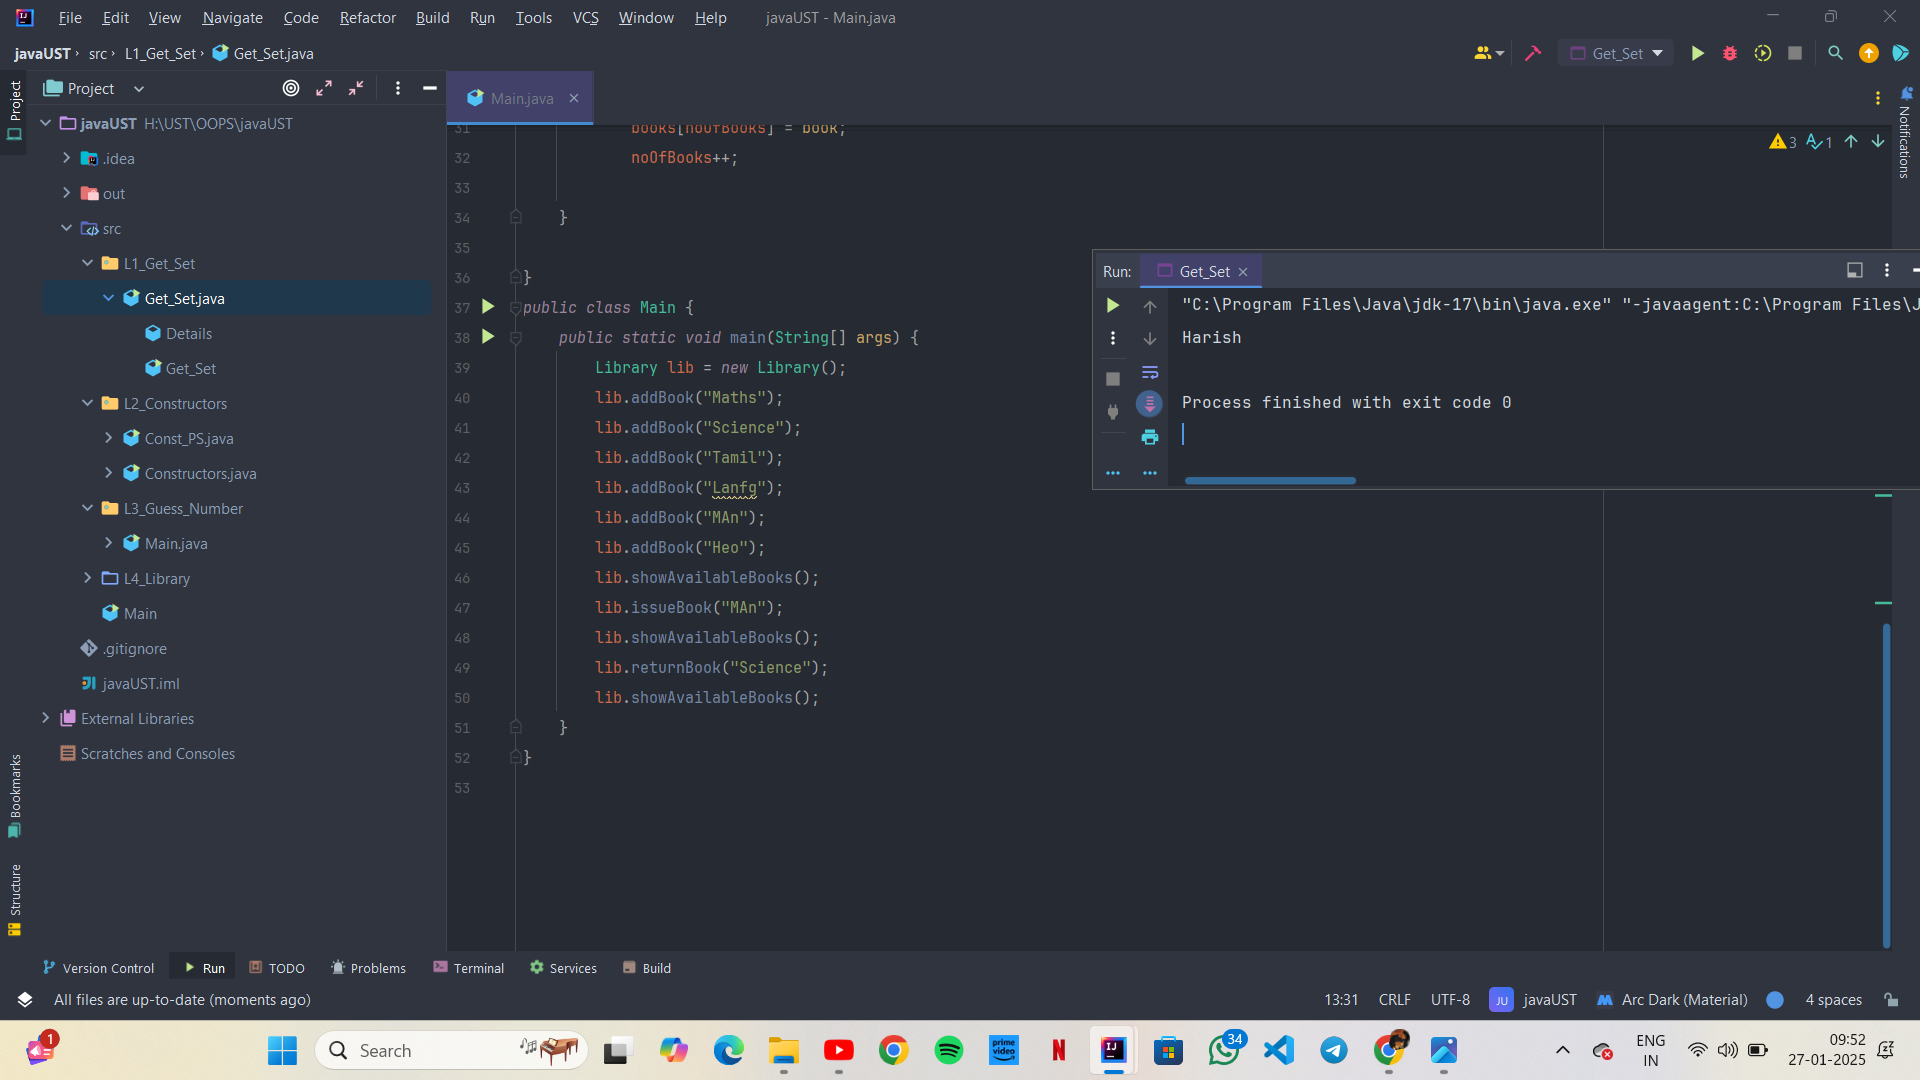 File Edit View Navigate Code Refactor Build Run Tools VCS Window Help javaUST - Main.java
javaUST › src › L1_Get_Set › Get_Set.java
Get_Set
Project
Main.java
javaUST H:\UST\OOPS\javaUST
.idea
out
src
L1_Get_Set
Get_Set.java
Details
Get_Set
L2_Constructors
Const_PS.java
Constructors.java
L3_Guess_Number
Main.java
L4_Library
Main
.gitignore
javaUST.iml
External Libraries
Scratches and Consoles
Project
Bookmarks
Structure
Notifications
3 1
31 books[noOfBooks] = book;
32 noOfBooks++;
33
34 }
35
36 }
37 public class Main {
38 public static void main(String[] args) {
39 Library lib = new Library();
40 lib.addBook("Maths");
41 lib.addBook("Science");
42 lib.addBook("Tamil");
43 lib.addBook("Lanfg");
44 lib.addBook("MAn");
45 lib.addBook("Heo");
46 lib.showAvailableBooks();
47 lib.issueBook("MAn");
48 lib.showAvailableBooks();
49 lib.returnBook("Science");
50 lib.showAvailableBooks();
51 }
52 }
53
Run: Get_Set
"C:\Program Files\Java\jdk-17\bin\java.exe" "-javaagent:C:\Program Files\J
Harish
Process finished with exit code 0
Version Control Run TODO Problems Terminal Services Build
All files are up-to-date (moments ago)
13:31 CRLF UTF-8 JU javaUST Arc Dark (Material) 4 spaces
1
Search
prime video
N
IJ
34
ENG
IN
09:52
27-01-2025